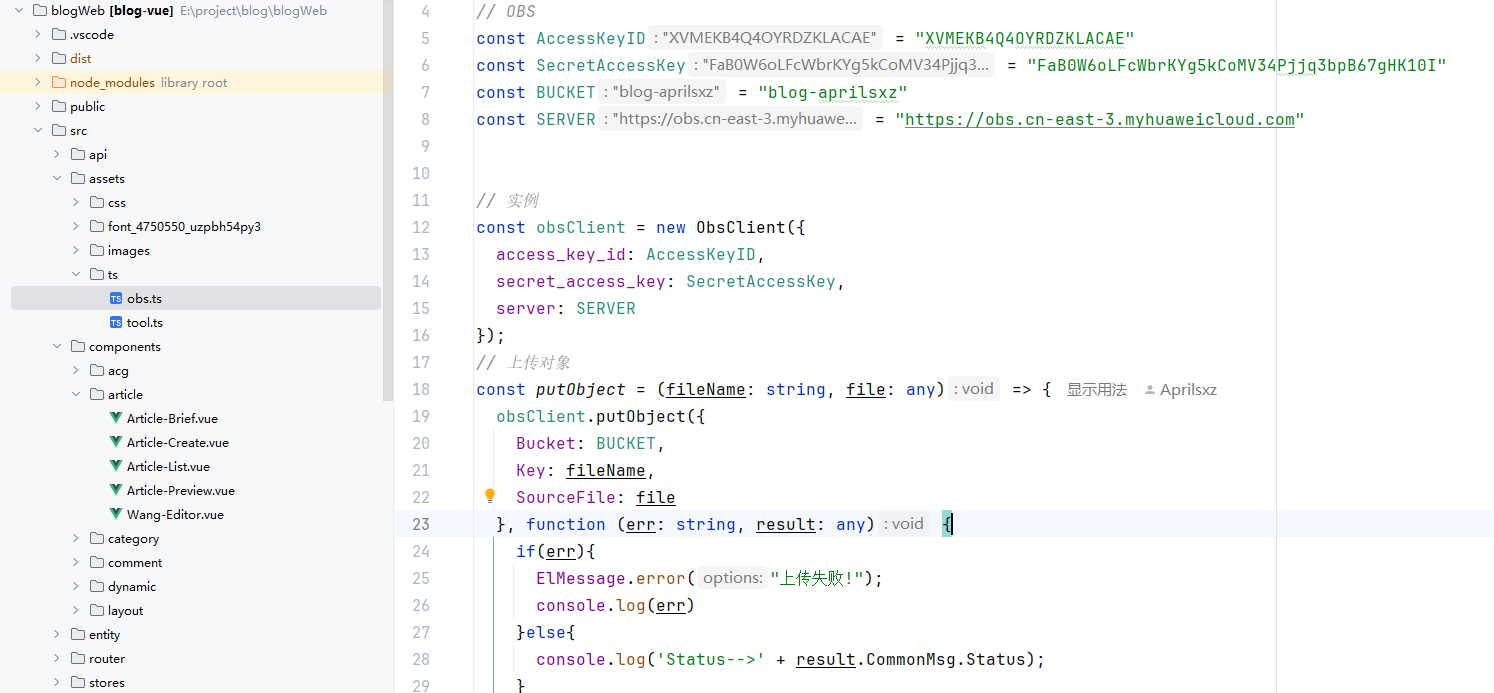 blogWeb [blog-vue] E:\project\blog\blogWeb
.vscode
dist
node_modules library root
public
src
api
assets
css
font_4750550_uzpbh54py3
images
ts
obs.ts
tool.ts
components
acg
article
Article-Brief.vue
Article-Create.vue
Article-List.vue
Article-Preview.vue
Wang-Editor.vue
category
comment
dynamic
layout
entity
router
stores
4 // OBS
5 const AccessKeyID : "XVMEKB4Q4OYRDZKLACAE" = "XVMEKB4Q4OYRDZKLACAE"
6 const SecretAccessKey : "FaB0W6oLFcWbrKYg5kCoMV34Pjjq3... = "FaB0W6oLFcWbrKYg5kCoMV34Pjjq3bpB67gHK10I"
7 const BUCKET : "blog-aprilsxz" = "blog-aprilsxz"
8 const SERVER : "https://obs.cn-east-3.myhuawe... = "https://obs.cn-east-3.myhuaweicloud.com"
9
10
11 // 实例
12 const obsClient = new ObsClient({
13 access_key_id: AccessKeyID,
14 secret_access_key: SecretAccessKey,
15 server: SERVER
16 });
17 // 上传对象
18 const putObject = (fileName: string, file: any) : void => { 显示用法 Aprilsxz
19 obsClient.putObject({
20 Bucket: BUCKET,
21 Key: fileName,
22 SourceFile: file
23 }, function (err: string, result: any) : void {
24 if(err){
25 ElMessage.error( options: "上传失败!");
26 console.log(err)
27 }else{
28 console.log('Status-->' + result.CommonMsg.Status);
29 }